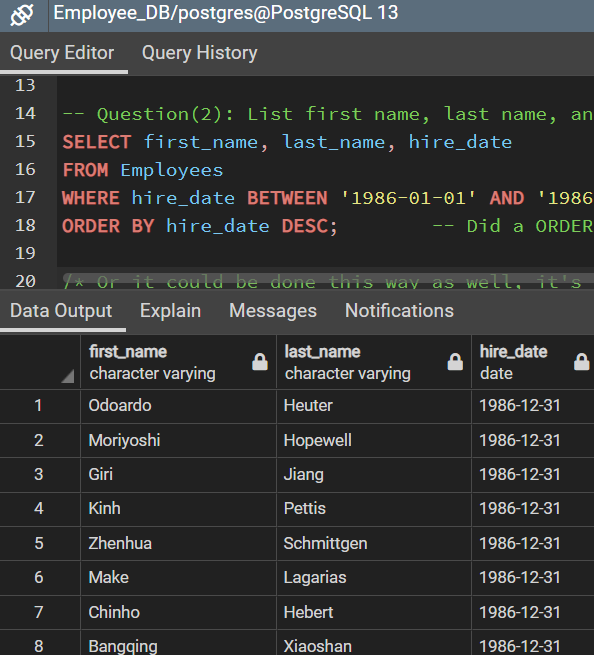 Employee_DB/postgres@PostgreSQL 13
Query Editor Query History
13
14 -- Question(2): List first name, last name, an
15 SELECT first_name, last_name, hire_date
16 FROM Employees
17 WHERE hire_date BETWEEN '1986-01-01' AND '1986
18 ORDER BY hire_date DESC; -- Did a ORDER
19
20 /* Or it could be done this way as well, it's
Data Output Explain Messages Notifications
first_name last_name hire_date
character varying character varying date
1 Odoardo Heuter 1986-12-31
2 Moriyoshi Hopewell 1986-12-31
3 Giri Jiang 1986-12-31
4 Kinh Pettis 1986-12-31
5 Zhenhua Schmittgen 1986-12-31
6 Make Lagarias 1986-12-31
7 Chinho Hebert 1986-12-31
8 Bangqing Xiaoshan 1986-12-31